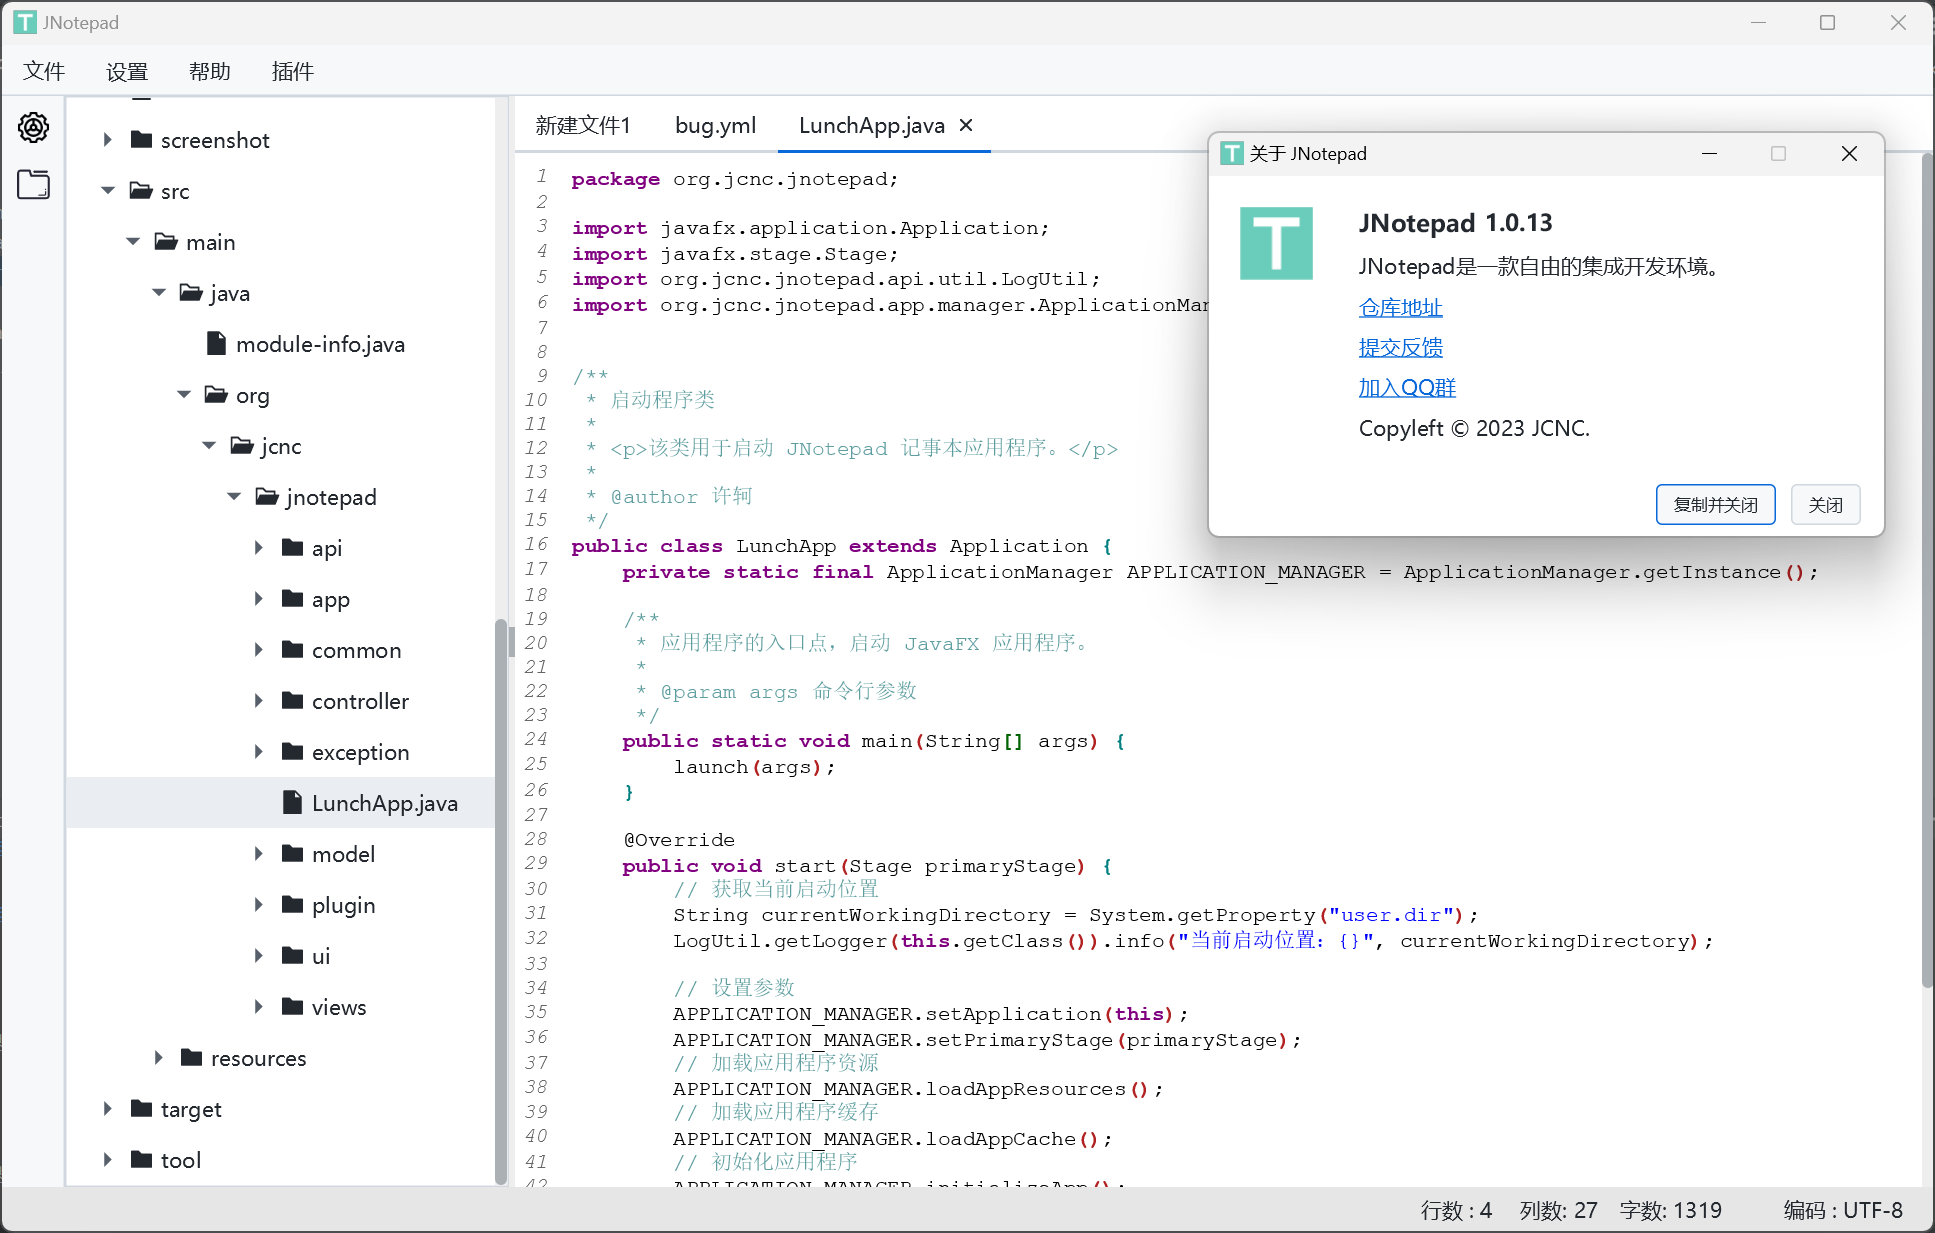 JNotepad
文件 设置 帮助 插件
screenshot
src
main
java
module-info.java
org
jcnc
jnotepad
api
app
common
controller
exception
LunchApp.java
model
plugin
ui
views
resources
target
tool
新建文件1 bug.yml LunchApp.java
1 package org.jcnc.jnotepad;
2
3 import javafx.application.Application;
4 import javafx.stage.Stage;
5 import org.jcnc.jnotepad.api.util.LogUtil;
6 import org.jcnc.jnotepad.app.manager.ApplicationMan
7
8
9 /**
10 * 启动程序类
11 *
12 * <p>该类用于启动 JNotepad 记事本应用程序。</p>
13 *
14 * @author 许轲
15 */
16 public class LunchApp extends Application {
17 private static final ApplicationManager APPLICATION_MANAGER = ApplicationManager.getInstance();
18
19 /**
20 * 应用程序的入口点，启动 JavaFX 应用程序。
21 *
22 * @param args 命令行参数
23 */
24 public static void main(String[] args) {
25 launch(args);
26 }
27
28 @Override
29 public void start(Stage primaryStage) {
30 // 获取当前启动位置
31 String currentWorkingDirectory = System.getProperty("user.dir");
32 LogUtil.getLogger(this.getClass()).info("当前启动位置：{}", currentWorkingDirectory);
33
34 // 设置参数
35 APPLICATION_MANAGER.setApplication(this);
36 APPLICATION_MANAGER.setPrimaryStage(primaryStage);
37 // 加载应用程序资源
38 APPLICATION_MANAGER.loadAppResources();
39 // 加载应用程序缓存
40 APPLICATION_MANAGER.loadAppCache();
41 // 初始化应用程序
42 APPLICATION_MANAGER.initializeApp();
关于 JNotepad
T
JNotepad 1.0.13
JNotepad是一款自由的集成开发环境。
仓库地址
提交反馈
加入QQ群
Copyleft © 2023 JCNC.
复制并关闭 关闭
行数 : 4 列数: 27 字数: 1319 编码 : UTF-8